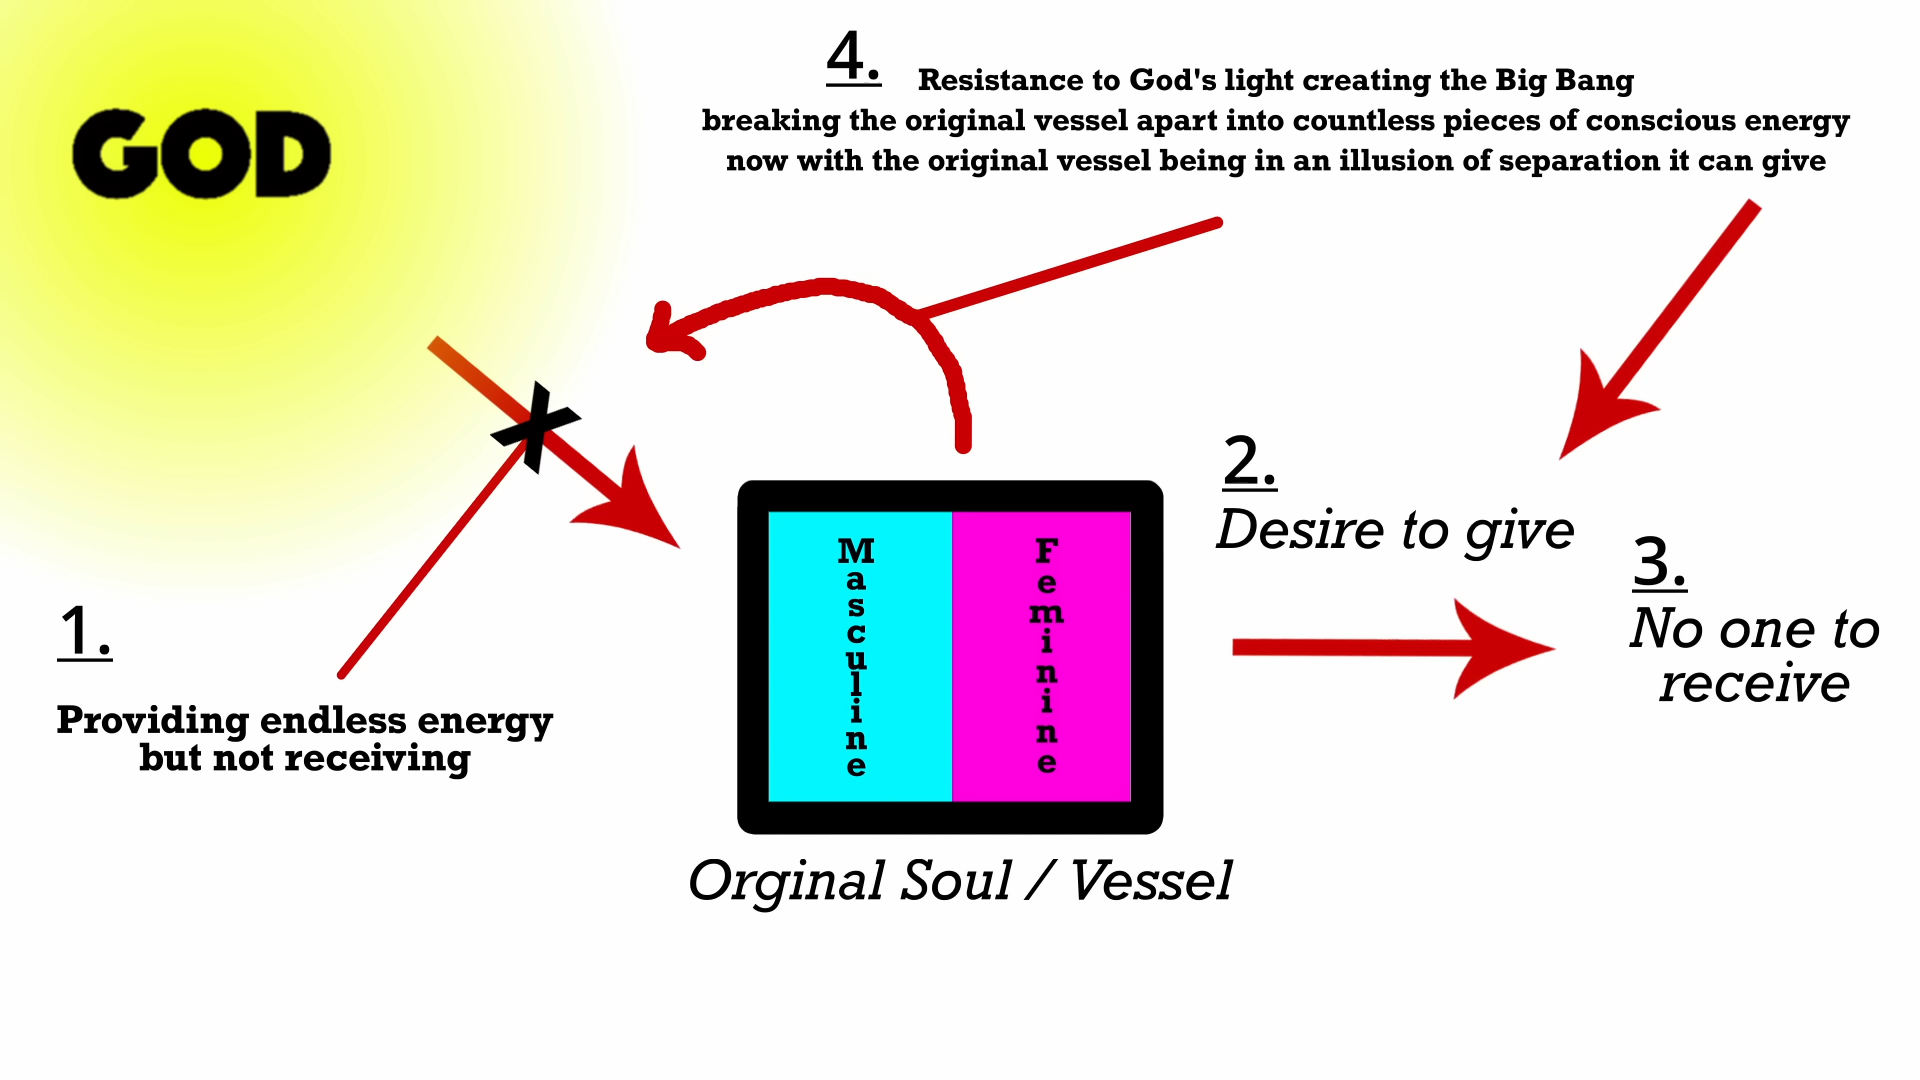 GOD
4.
Resistance to God's light creating the Big Bang
breaking the original vessel apart into countless pieces of conscious energy
now with the original vessel being in an illusion of separation it can give
1.
Providing endless energy
but not receiving
Masculine
Feminine
Orginal Soul / Vessel
2.
Desire to give
3.
No one to
receive